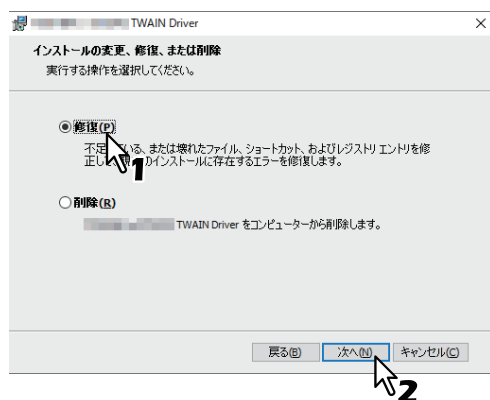 TWAIN Driver
インストールの変更、修復、または削除
実行する操作を選択してください。
修復(P)
不足している、または壊れたファイル、ショートカット、およびレジストリ エントリを修
正して、のインストールに存在するエラーを修復します。
1
削除(R)
TWAIN Driver をコンピューターから削除します。
戻る(B) 次へ(N) キャンセル(C)
2